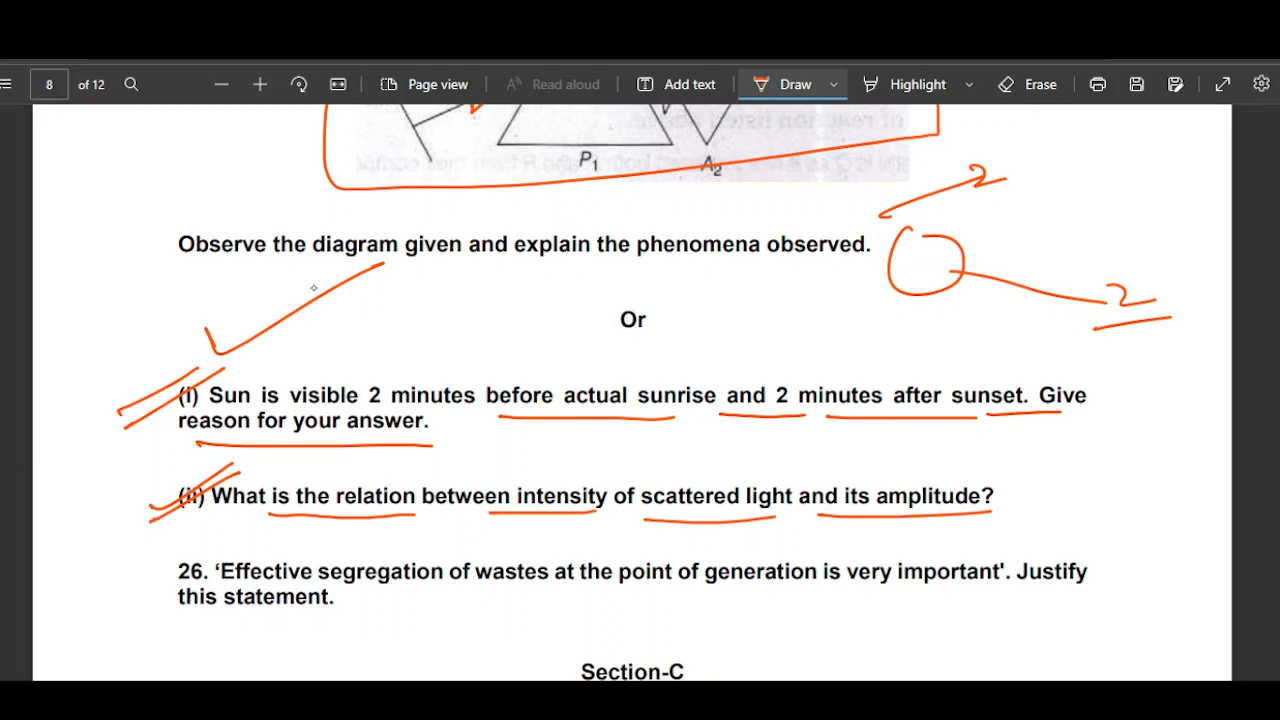 8 of 12 Page view Read aloud Add text Draw Highlight Erase
P1 A2
2
Observe the diagram given and explain the phenomena observed.
2
Or
(i) Sun is visible 2 minutes before actual sunrise and 2 minutes after sunset. Give
reason for your answer.
(ii) What is the relation between intensity of scattered light and its amplitude?
26. ‘Effective segregation of wastes at the point of generation is very important'. Justify
this statement.
Section-C